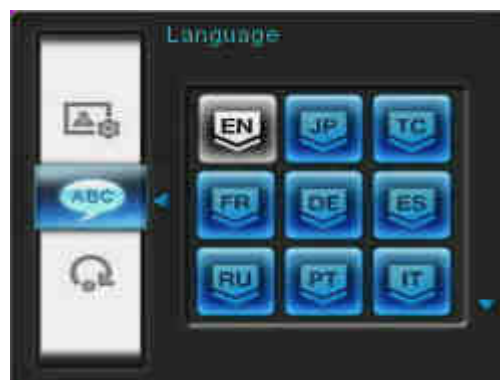 Language
EN JP TC
ABC
FR DE ES
RU PT IT